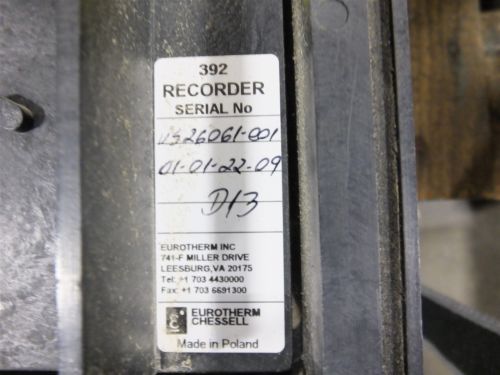 392
RECORDER
SERIAL No
US26061-001
01-01-22-09
D13
EUROTHERM INC
741-F MILLER DRIVE
LEESBURG,VA 20175
Tel: +1 703 4430000
Fax: +1 703 6691300
EUROTHERM
CHESSELL
Made in Poland